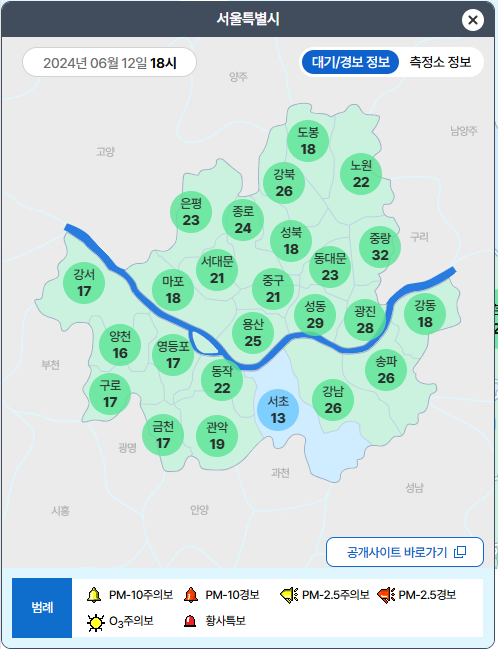 서울특별시
2024년 06월 12일 18시
대기/경보 정보
측정소 정보
양주
남양주
고양
도봉
18
노원
22
강북
26
은평
23
종로
24
성북
18
중랑
32
구리
서대문
21
동대문
23
강서
17
마포
18
중구
21
성동
29
광진
28
강동
18
용산
25
양천
16
영등포
17
부천
동작
22
송파
26
구로
17
서초
13
강남
26
금천
17
관악
19
광명
과천
성남
시흥
안양
공개사이트 바로가기
범례
PM-10주의보
PM-10경보
PM-2.5주의보
PM-2.5경보
O3주의보
황사특보